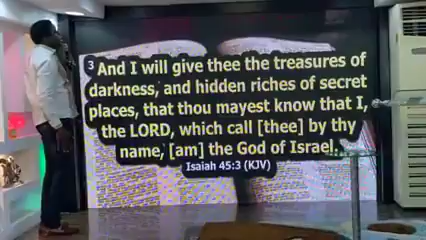 3 And I will give thee the treasures of
darkness, and hidden riches of secret
places, that thou mayest know that I,
the LORD, which call [thee] by thy
name, [am] the God of Israel.
Isaiah 45:3 (KJV)